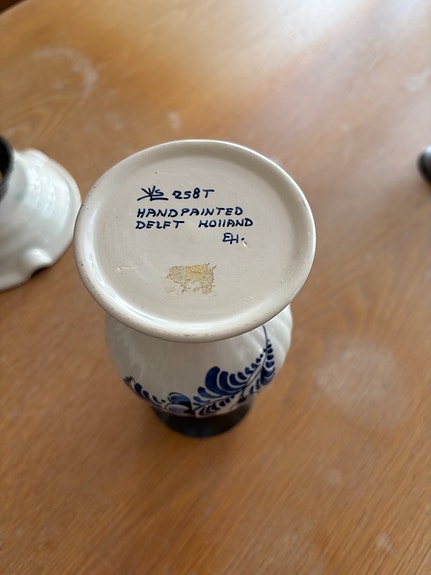 258T
HANDPAINTED
DELFT HOLLAND
EH.